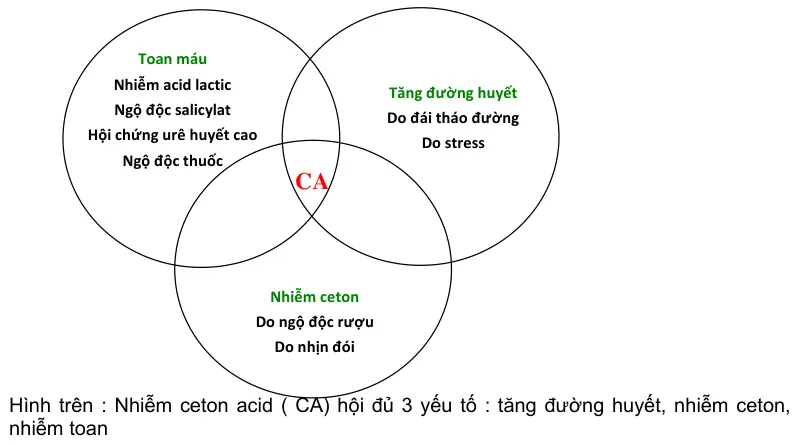 Toan máu
Nhiễm acid lactic
Ngộ độc salicylat
Hội chứng urê huyết cao
Ngộ độc thuốc
Tăng đường huyết
Do đái tháo đường
Do stress
CA
Nhiễm ceton
Do ngộ độc rượu
Do nhịn đói
Hình trên : Nhiễm ceton acid ( CA) hội đủ 3 yếu tố : tăng đường huyết, nhiễm ceton,
nhiễm toan